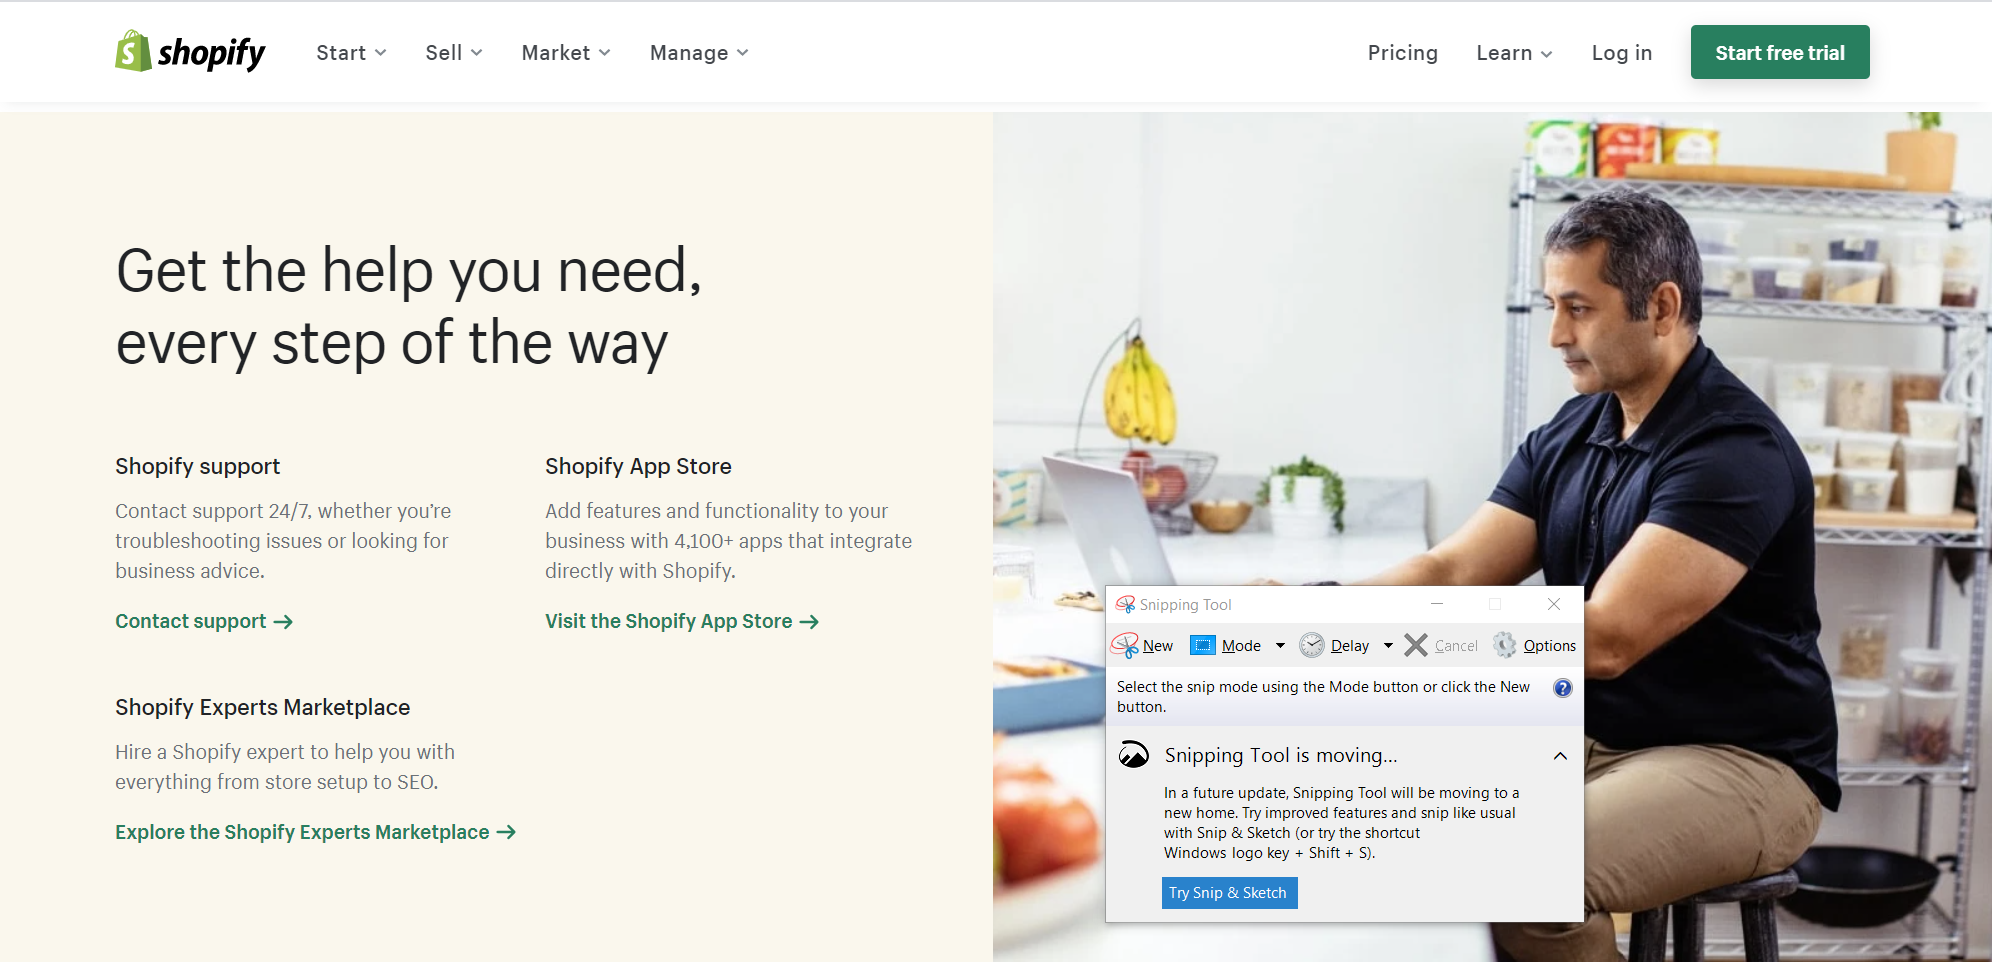 shopify
Start
Sell
Market
Manage
Pricing
Learn
Log in
Start free trial
Get the help you need,
every step of the way
Shopify support
Contact support 24/7, whether you’re
troubleshooting issues or looking for
business advice.
Contact support →
Shopify App Store
Add features and functionality to your
business with 4,100+ apps that integrate
directly with Shopify.
Visit the Shopify App Store →
Shopify Experts Marketplace
Hire a Shopify expert to help you with
everything from store setup to SEO.
Explore the Shopify Experts Marketplace →
Snipping Tool
New
Mode
Delay
Cancel
Options
Select the snip mode using the Mode button or click the New
button.
Snipping Tool is moving...
In a future update, Snipping Tool will be moving to a
new home. Try improved features and snip like usual
with Snip & Sketch (or try the shortcut
Windows logo key + Shift + S).
Try Snip & Sketch